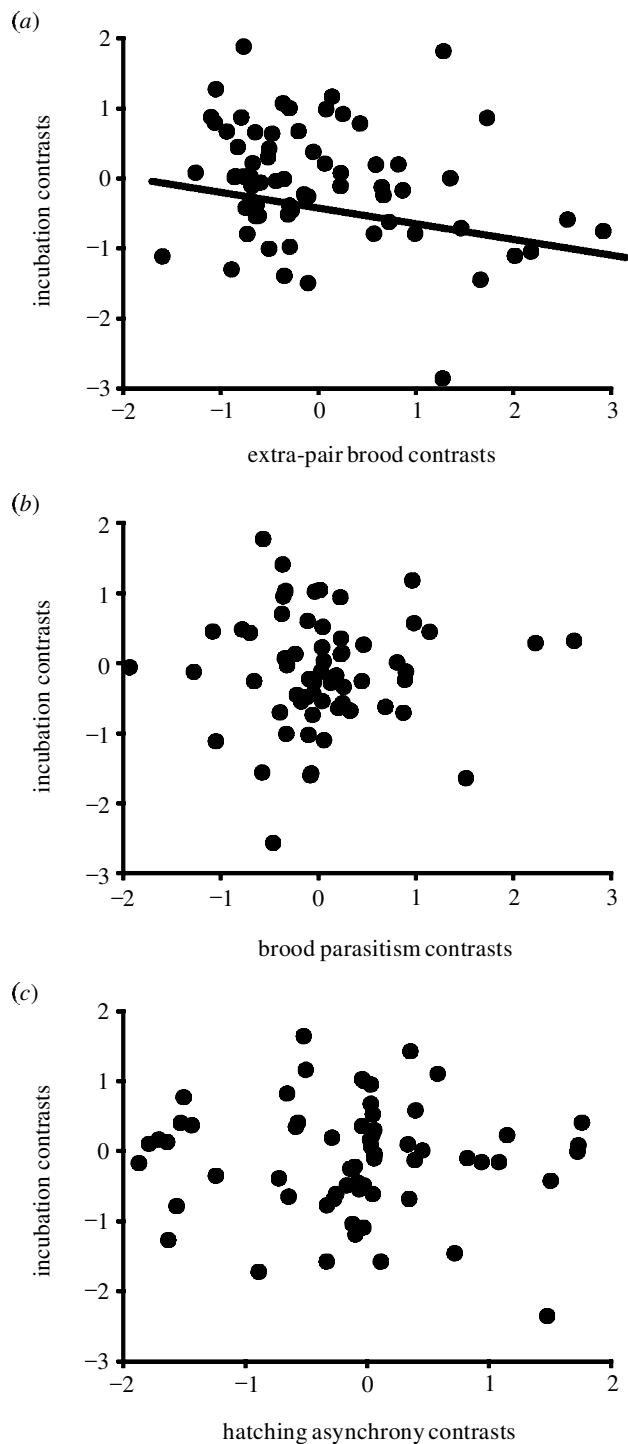 (a)
2
1
0
−1
−2
−3
incubation contrasts
−2 −1 0 1 2 3
extra-pair brood contrasts
(b)
2
1
0
−1
−2
−3
incubation contrasts
−2 −1 0 1 2 3
brood parasitism contrasts
(c)
2
1
0
−1
−2
−3
incubation contrasts
−2 −1 0 1 2
hatching asynchrony contrasts